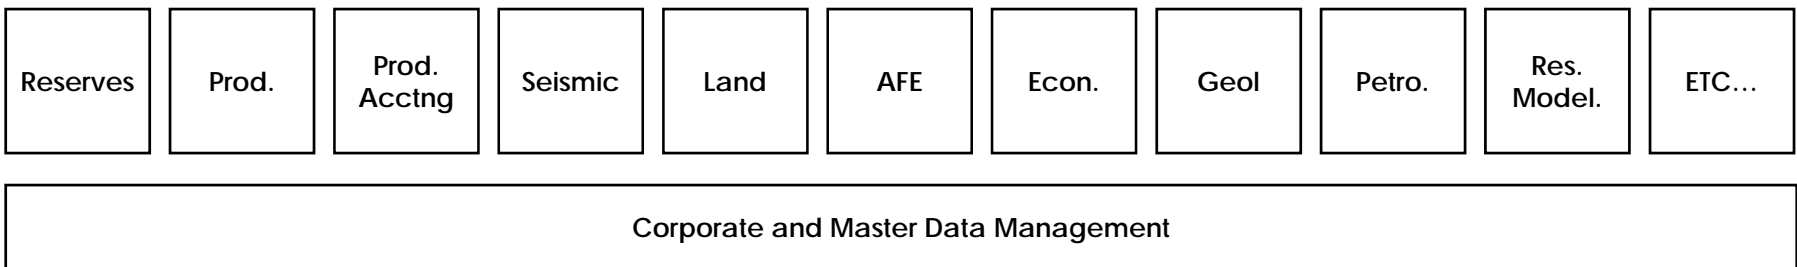 Reserves
Prod.
Prod.
Acctng
Seismic
Land
AFE
Econ.
Geol
Petro.
Res.
Model.
ETC...
Corporate and Master Data Management